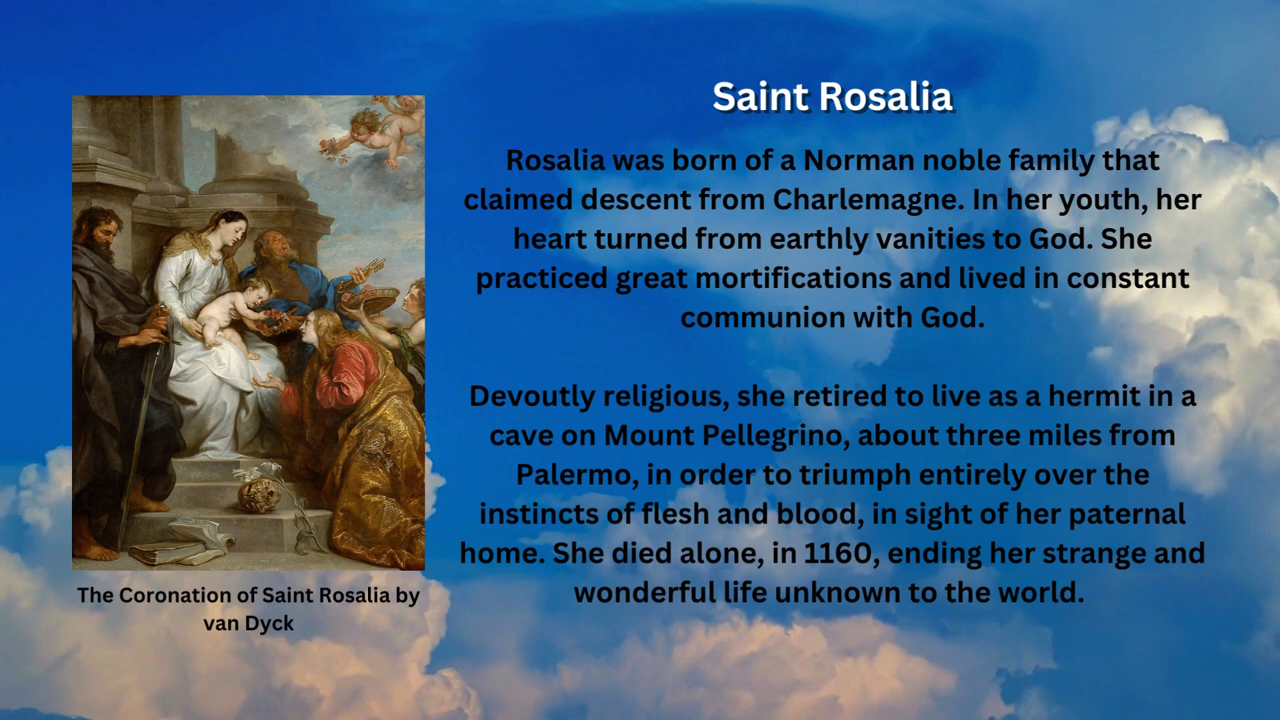 Saint Rosalia
Rosalia was born of a Norman noble family that
claimed descent from Charlemagne. In her youth, her
heart turned from earthly vanities to God. She
practiced great mortifications and lived in constant
communion with God.
Devoutly religious, she retired to live as a hermit in a
cave on Mount Pellegrino, about three miles from
Palermo, in order to triumph entirely over the
instincts of flesh and blood, in sight of her paternal
home. She died alone, in 1160, ending her strange and
wonderful life unknown to the world.
The Coronation of Saint Rosalia by
van Dyck